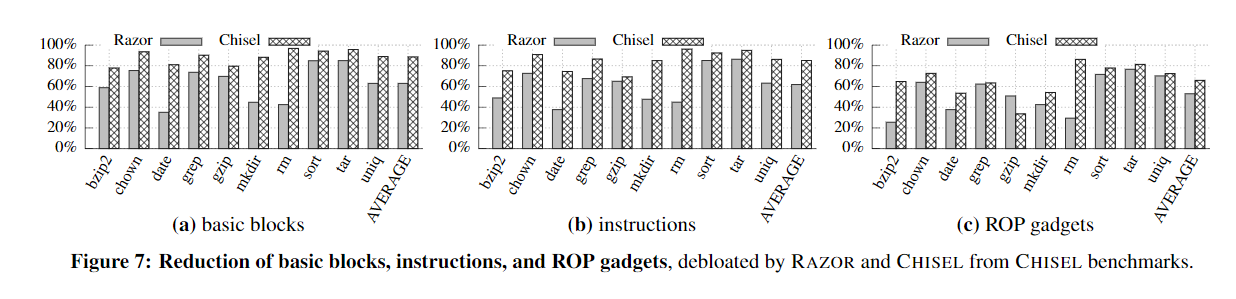 Razor Chisel
100%
80%
60%
40%
20%
0%
bzip2
chown
date
grep
gzip
mkdir
rm
sort
tar
uniq
AVERAGE
(a) basic blocks
Razor Chisel
100%
80%
60%
40%
20%
0%
bzip2
chown
date
grep
gzip
mkdir
rm
sort
tar
uniq
AVERAGE
(b) instructions
Razor Chisel
100%
80%
60%
40%
20%
0%
bzip2
chown
date
grep
gzip
mkdir
rm
sort
tar
uniq
AVERAGE
(c) ROP gadgets
Figure 7: Reduction of basic blocks, instructions, and ROP gadgets, debloated by RAZOR and CHISEL from CHISEL benchmarks.